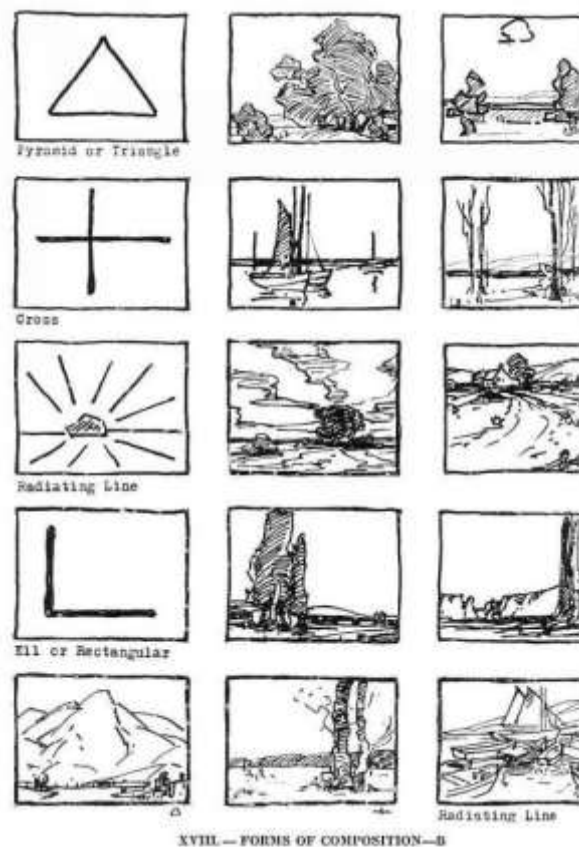 Pyramid or Triangle
Cross
Radiating Line
Ell or Rectangular
Radiating Line
XVIII.—FORMS OF COMPOSITION—B